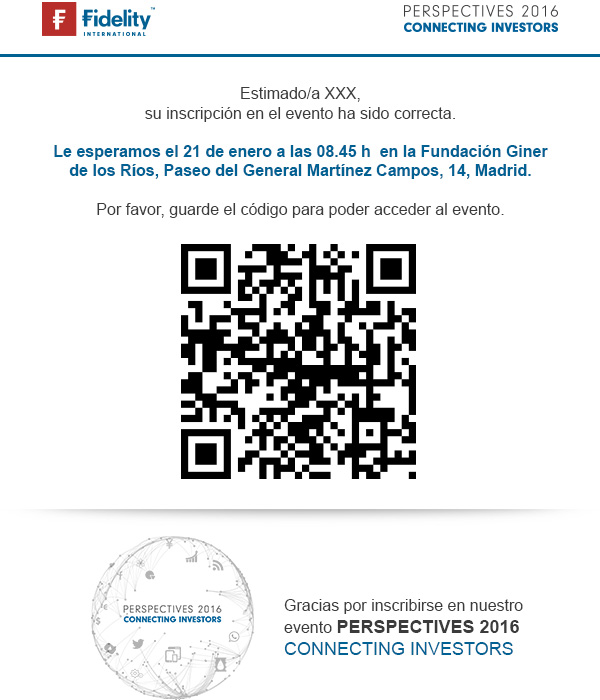 Fidelity™
INTERNATIONAL
PERSPECTIVES 2016
CONNECTING INVESTORS
Estimado/a XXX,
su inscripción en el evento ha sido correcta.
Le esperamos el 21 de enero a las 08.45 h en la Fundación Giner
de los Ríos, Paseo del General Martínez Campos, 14, Madrid.
Por favor, guarde el código para poder acceder al evento.
PERSPECTIVES 2016
CONNECTING INVESTORS
Gracias por inscribirse en nuestro
evento PERSPECTIVES 2016
CONNECTING INVESTORS